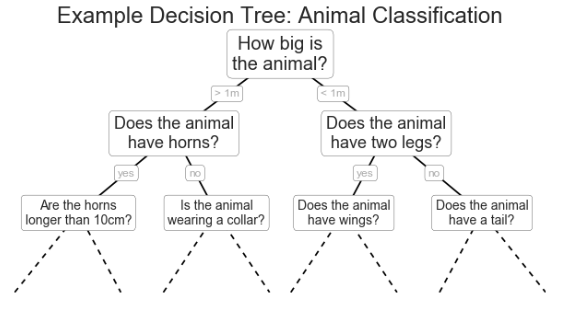 Example Decision Tree: Animal Classification
How big is
the animal?
> 1m
< 1m
Does the animal
have horns?
Does the animal
have two legs?
yes
no
yes
no
Are the horns
longer than 10cm?
Is the animal
wearing a collar?
Does the animal
have wings?
Does the animal
have a tail?